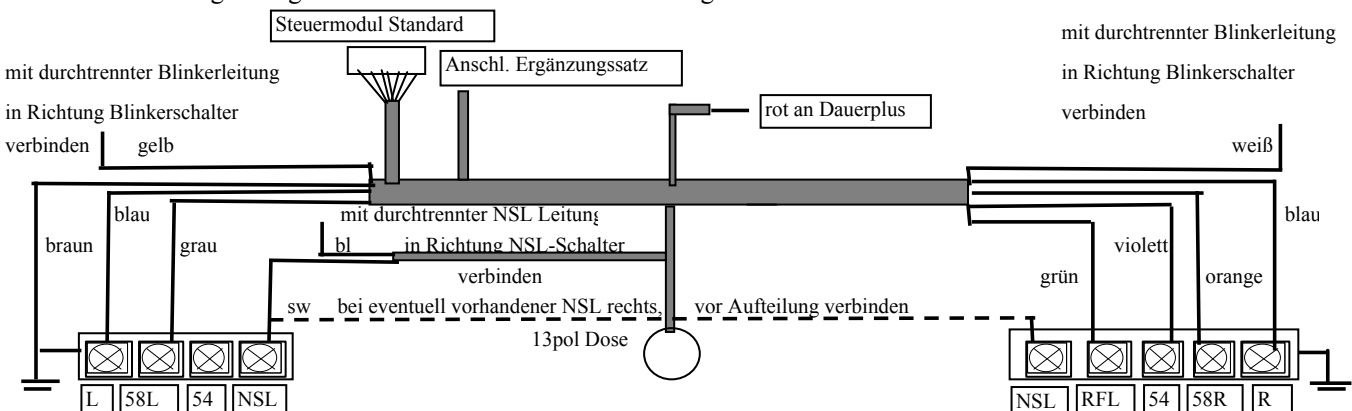 Steuermodul Standard
mit durchtrennter Blinkerleitung
in Richtung Blinkerschalter
verbinden
gelb
Anschl. Ergänzungssatz
rot an Dauerplus
mit durchtrennter Blinkerleitung
in Richtung Blinkerschalter
verbinden
weiß
blau
braun
grau
mit durchtrennter NSL Leitung
bl
in Richtung NSL-Schalter
verbinden
sw
bei eventuell vorhandener NSL rechts,
vor Aufteilung verbinden
13pol Dose
violett
blau
grün
orange
L
58L
54
NSL
NSL
RFL
54
58R
R